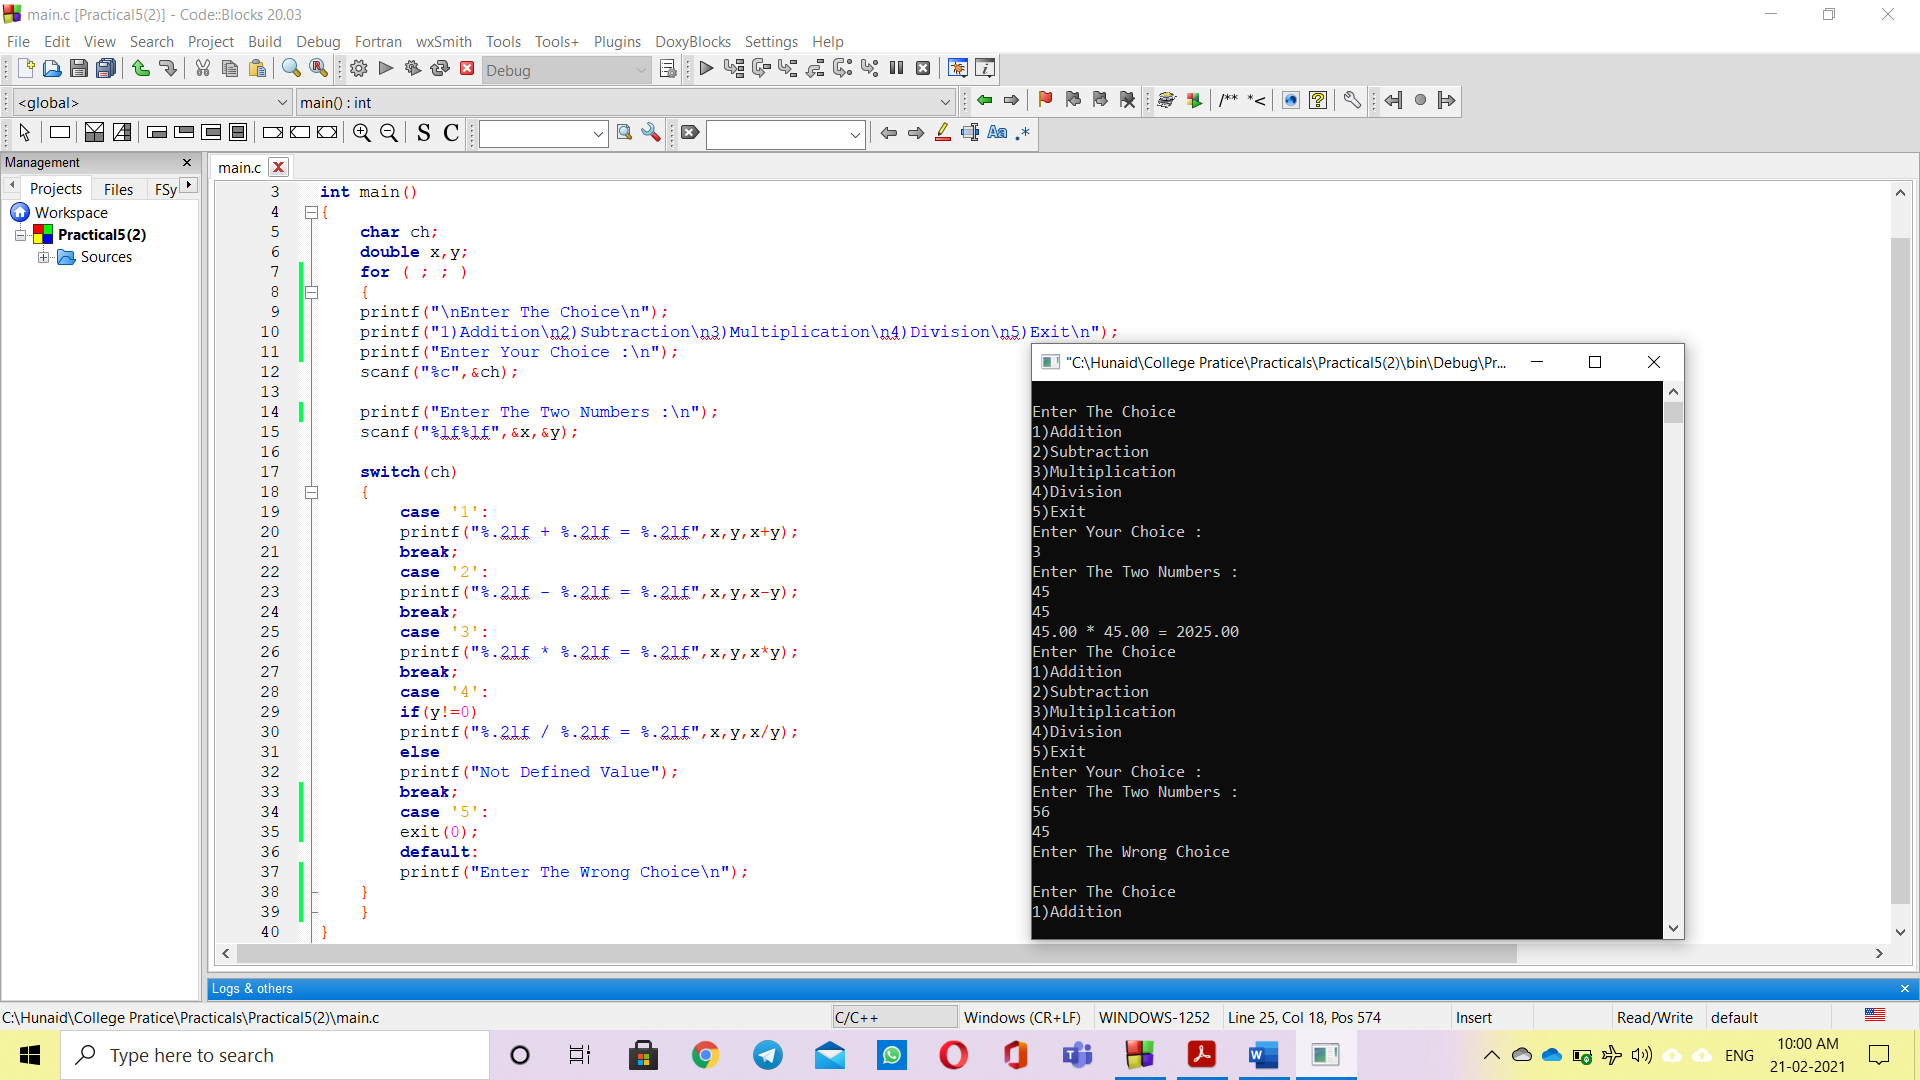 main.c [Practical5(2)] - Code::Blocks 20.03
File Edit View Search Project Build Debug Fortran wxSmith Tools Tools+ Plugins DoxyBlocks Settings Help
Debug
<global>
main() : int
/** *<
S C
Aa .*
Management
Projects Files FSy
Workspace
Practical5(2)
Sources
main.c
3 int main()
4 {
5 char ch;
6 double x,y;
7 for ( ; ; )
8 {
9 printf("\nEnter The Choice\n");
10 printf("1)Addition\n2)Subtraction\n3)Multiplication\n4)Division\n5)Exit\n");
11 printf("Enter Your Choice :\n");
12 scanf("%c",&ch);
13
14 printf("Enter The Two Numbers :\n");
15 scanf("%lf%lf",&x,&y);
16
17 switch(ch)
18 {
19 case '1':
20 printf("%.2lf + %.2lf = %.2lf",x,y,x+y);
21 break;
22 case '2':
23 printf("%.2lf - %.2lf = %.2lf",x,y,x-y);
24 break;
25 case '3':
26 printf("%.2lf * %.2lf = %.2lf",x,y,x*y);
27 break;
28 case '4':
29 if(y!=0)
30 printf("%.2lf / %.2lf = %.2lf",x,y,x/y);
31 else
32 printf("Not Defined Value");
33 break;
34 case '5':
35 exit(0);
36 default:
37 printf("Enter The Wrong Choice\n");
38 }
39 }
40 }
"C:\Hunaid\College Pratice\Practicals\Practical5(2)\bin\Debug\Pr...
Enter The Choice
1)Addition
2)Subtraction
3)Multiplication
4)Division
5)Exit
Enter Your Choice :
3
Enter The Two Numbers :
45
45
45.00 * 45.00 = 2025.00
Enter The Choice
1)Addition
2)Subtraction
3)Multiplication
4)Division
5)Exit
Enter Your Choice :
Enter The Two Numbers :
56
45
Enter The Wrong Choice
Enter The Choice
1)Addition
Logs & others
C:\Hunaid\College Pratice\Practicals\Practical5(2)\main.c
C/C++
Windows (CR+LF)
WINDOWS-1252
Line 25, Col 18, Pos 574
Insert
Read/Write
default
Type here to search
ENG
10:00 AM
21-02-2021